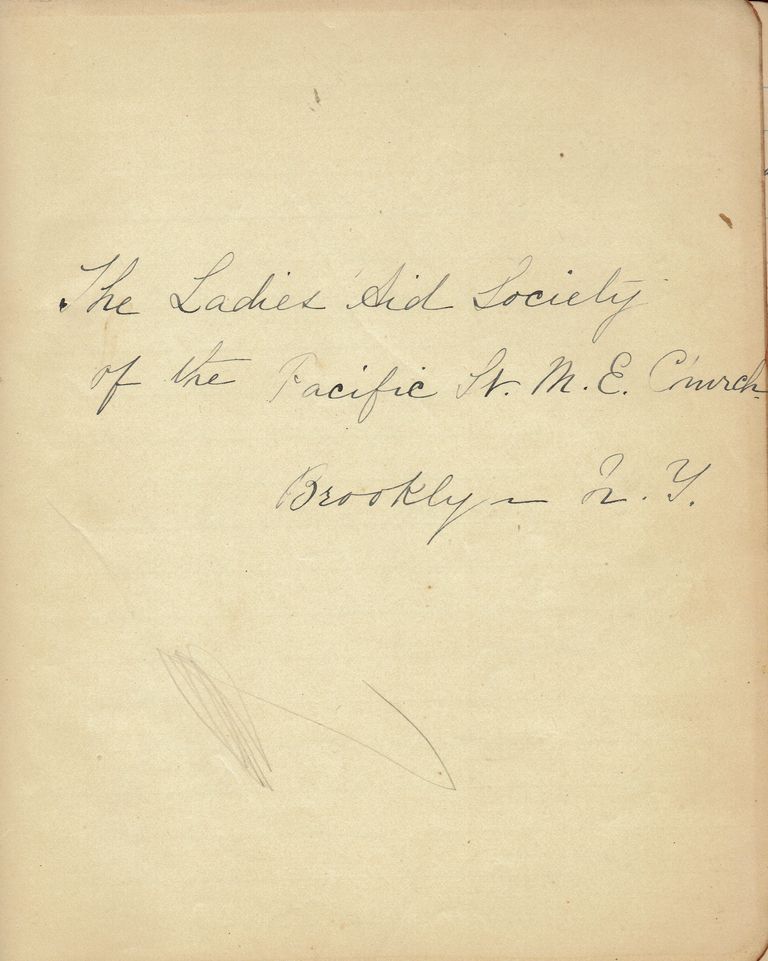 The Ladies' Aid Society
of the Pacific St. M. E. Church
Brooklyn N. Y.